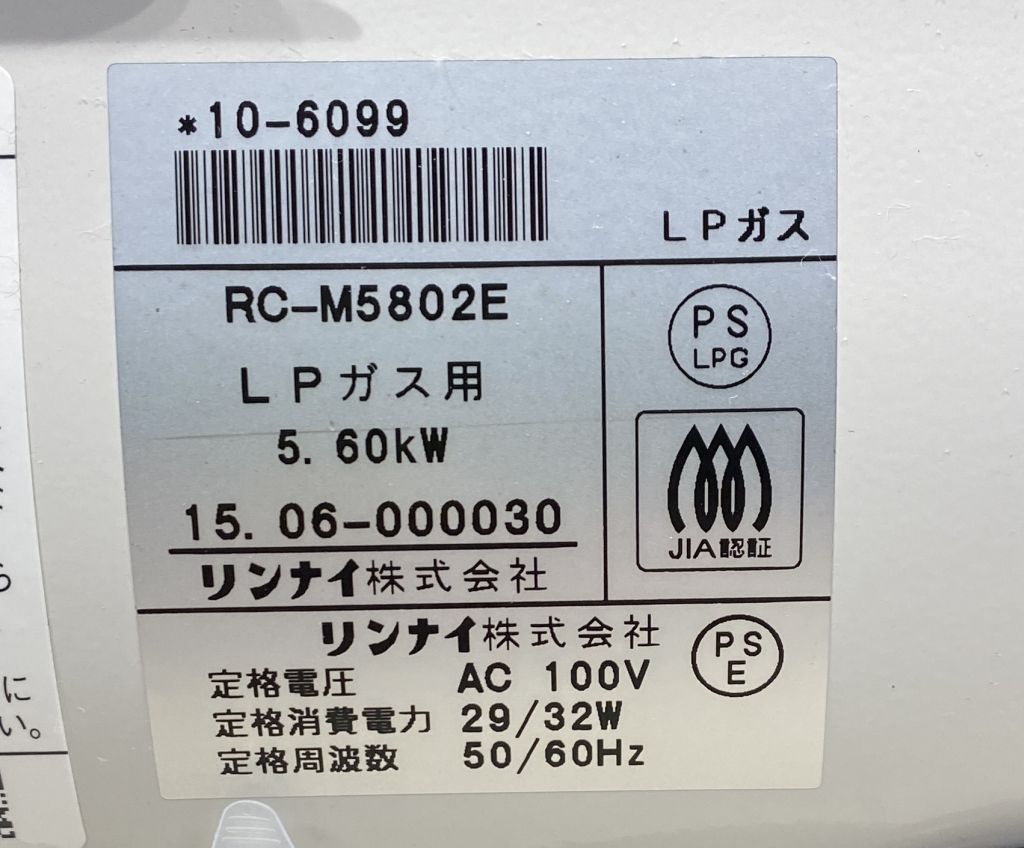 *10-6099
LPガス
RC-M5802E
LPガス用
5.60kW
15.06-000030
リンナイ株式会社
PS
LPG
JIA認証
リンナイ株式会社
PS
E
定格電圧 AC 100V
定格消費電力 29/32W
定格周波数 50/60Hz
ら
に
い。